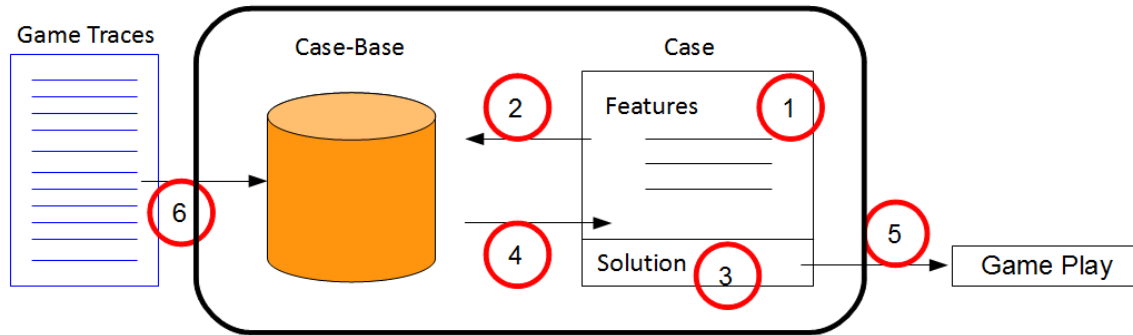 Game Traces
Case-Base
Case
Features
1
2
6
4
Solution
3
5
Game Play